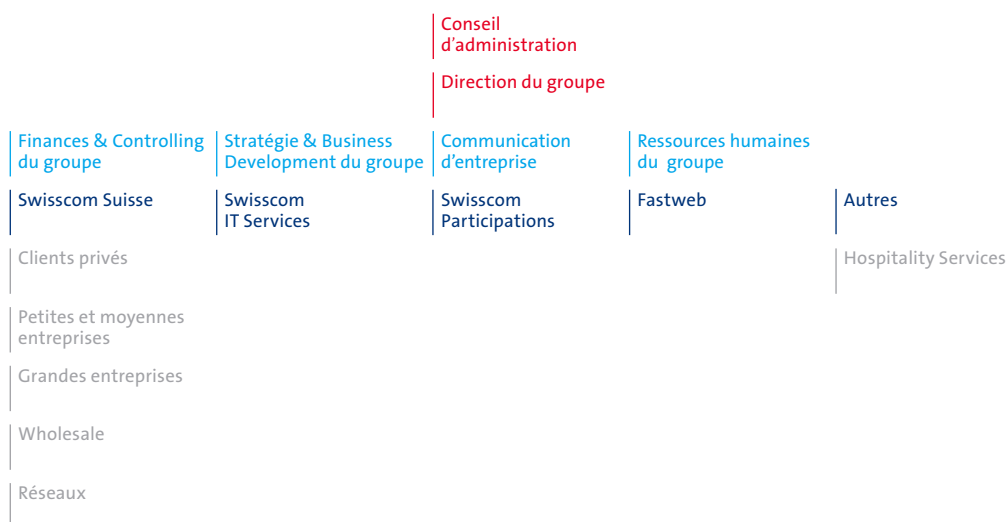 Conseil
d'administration
Direction du groupe
Finances & Controlling
du groupe
Stratégie & Business
Development du groupe
Communication
d'entreprise
Ressources humaines
du groupe
Swisscom Suisse
Swisscom
IT Services
Swisscom
Participations
Fastweb
Autres
Clients privés
Hospitality Services
Petites et moyennes
entreprises
Grandes entreprises
Wholesale
Réseaux